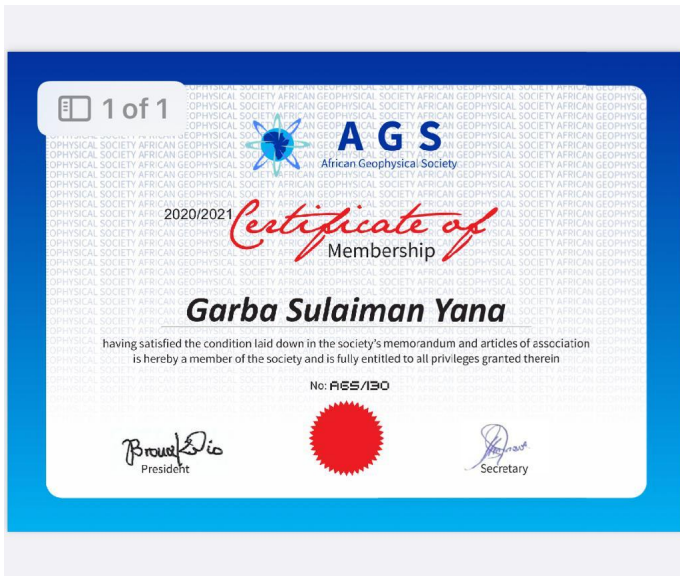 1 of 1
AGS
African Geophysical Society
2020/2021
Certificate of
Membership
Garba Sulaiman Yana
having satisfied the condition laid down in the society's memorandum and articles of association
is hereby a member of the society and is fully entitled to all privileges granted therein
No: AGS/130
President
Secretary